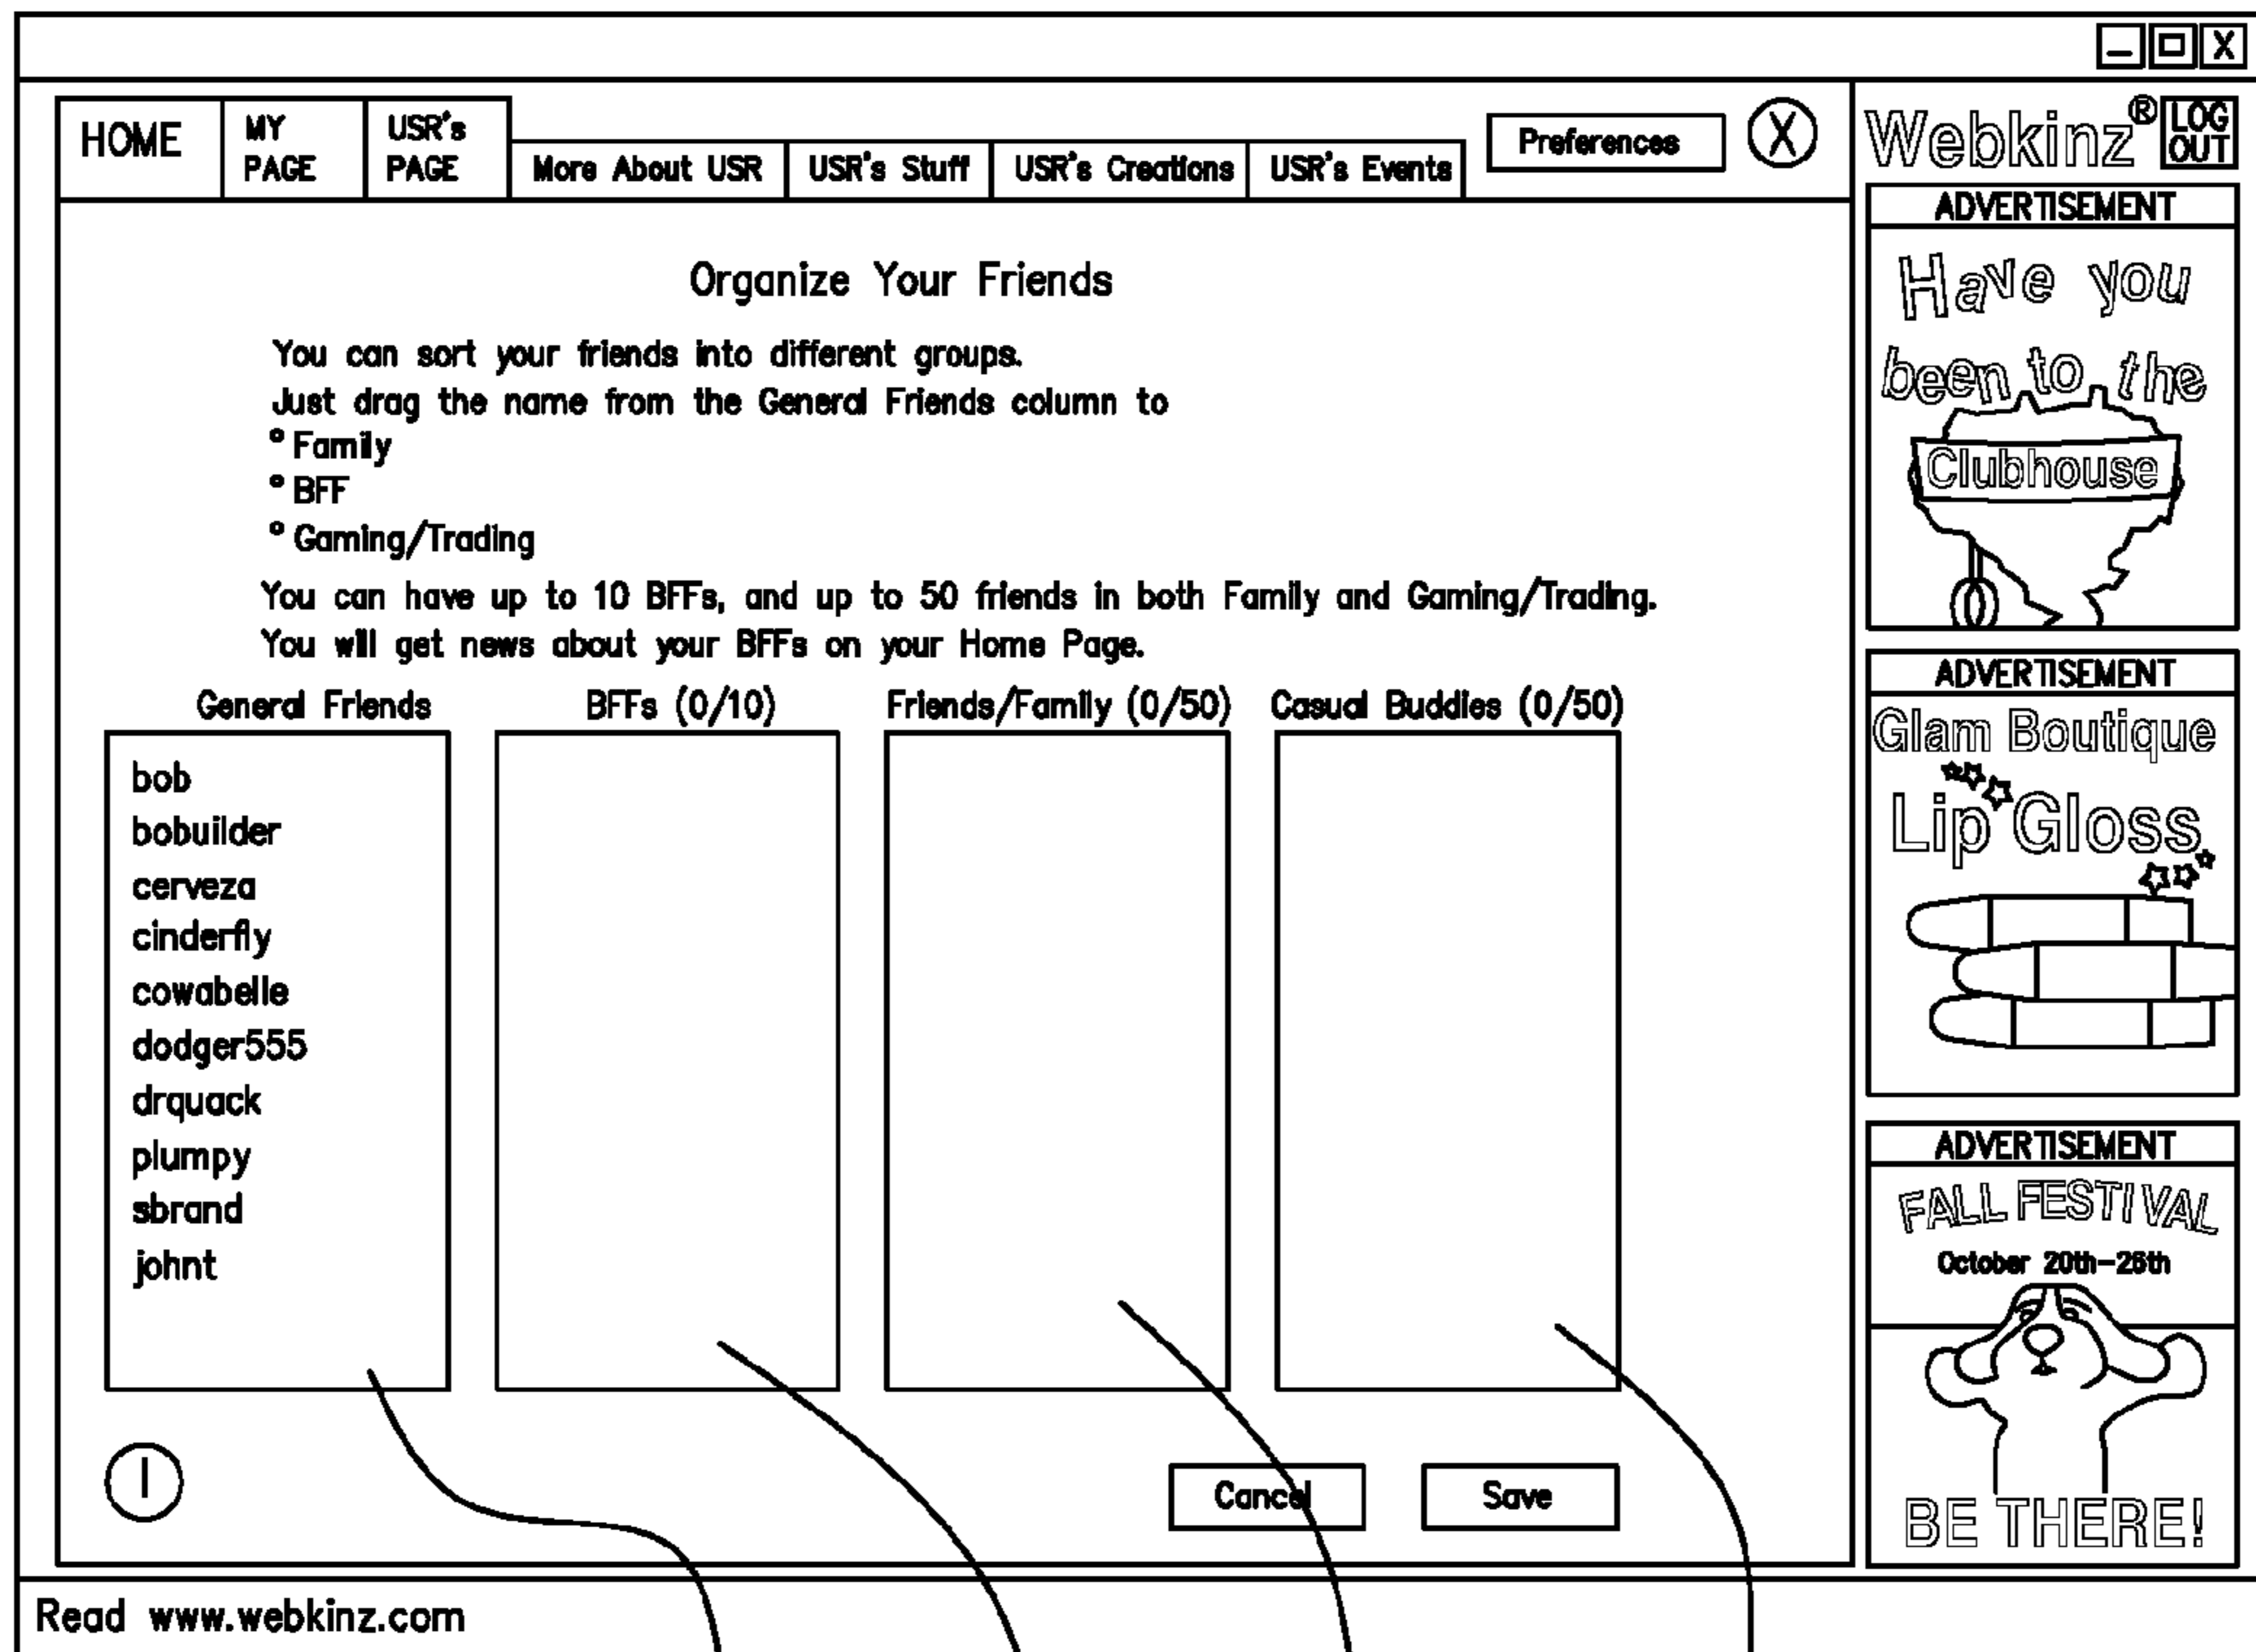 X
HOME
MY
PAGE
USR's
PAGE
More About USR
USR's Stuff
USR's Creations
USR's Events
Preferences
X
Webkinz®
LOG
OUT
Organize Your Friends
You can sort your friends into different groups.
Just drag the name from the General Friends column to
° Family
° BFF
° Gaming/Trading
You can have up to 10 BFFs, and up to 50 friends in both Family and Gaming/Trading.
You will get news about your BFFs on your Home Page.
General Friends
bob
bobuilder
cerveza
cinderfly
cowabelle
dodger555
drquack
plumpy
sbrand
johnt
BFFs (0/10)
Friends/Family (0/50)
Casual Buddies (0/50)
I
Cancel
Save
ADVERTISEMENT
Have you
been to the
Clubhouse
ADVERTISEMENT
Glam Boutique
Lip Gloss
ADVERTISEMENT
FALL FESTIVAL
October 20th-26th
BE THERE!
Read www.webkinz.com